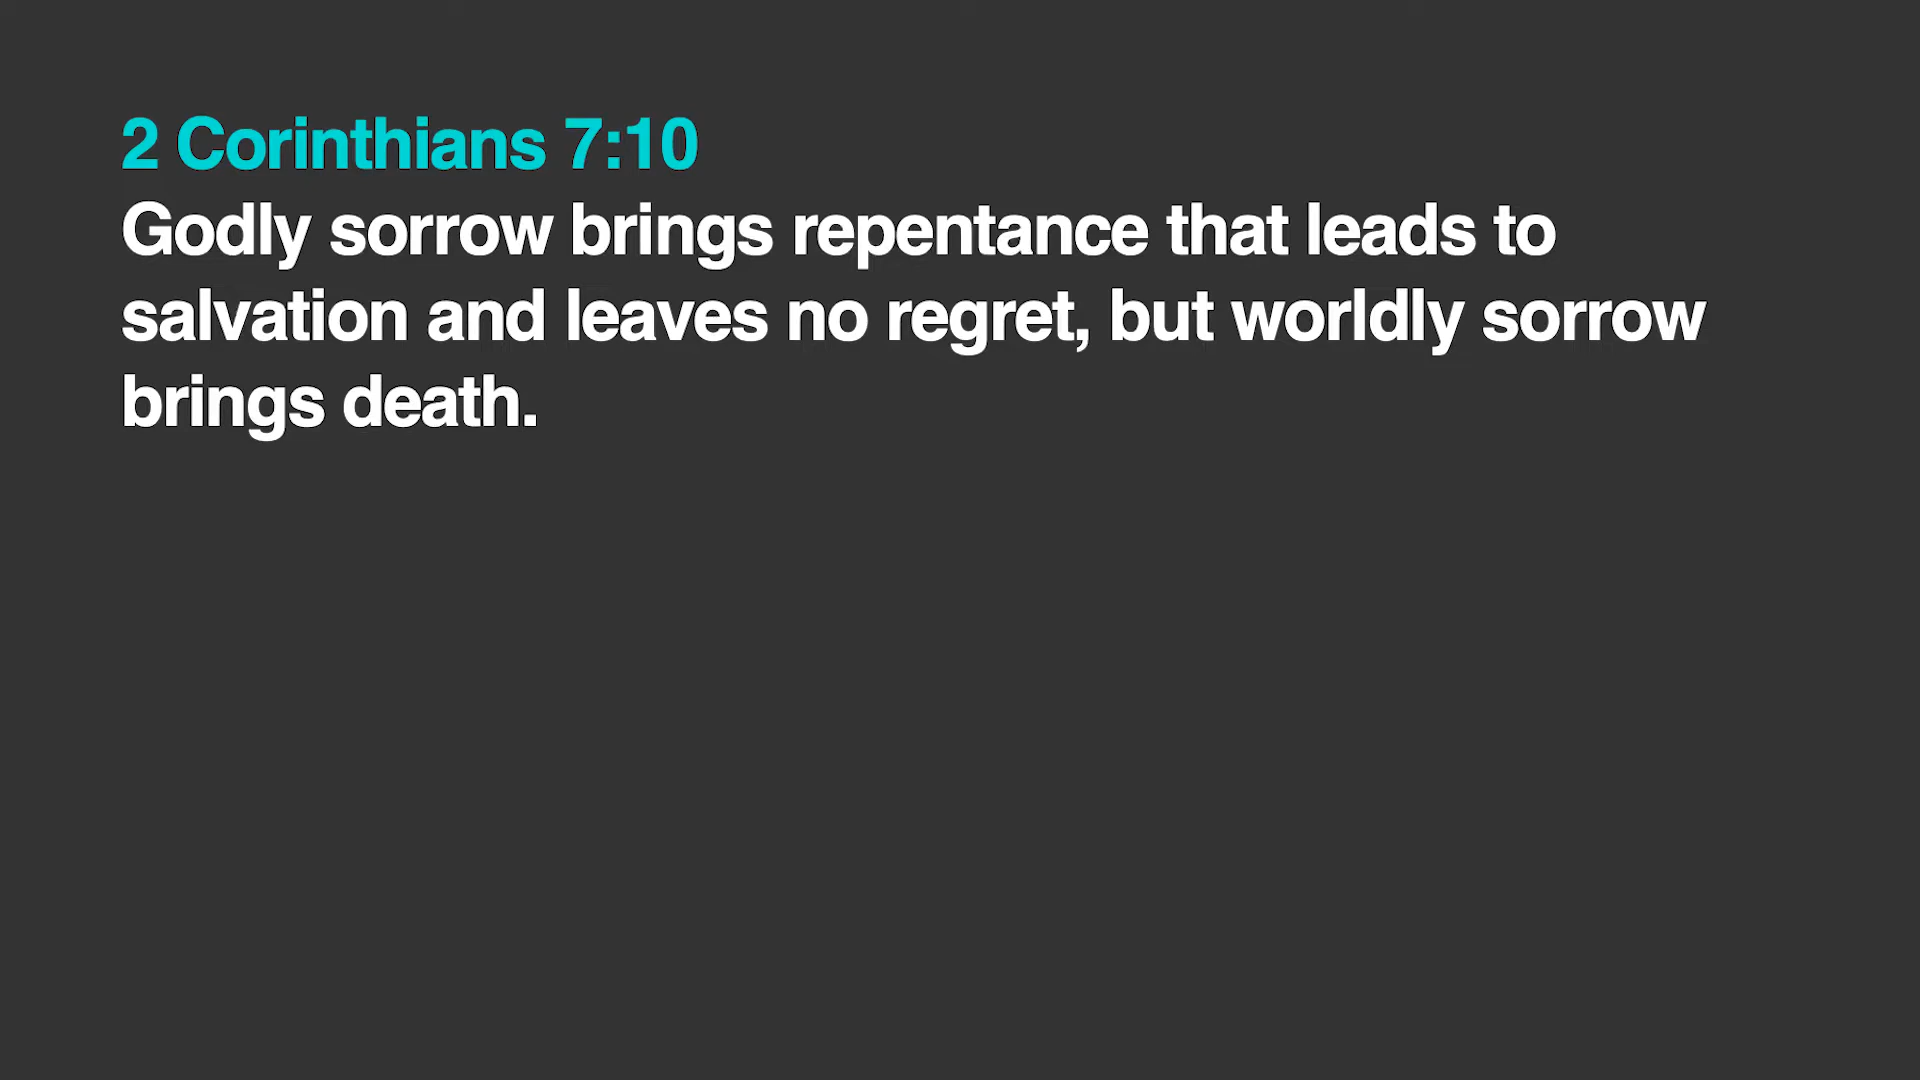 2 Corinthians 7:10
Godly sorrow brings repentance that leads to
salvation and leaves no regret, but worldly sorrow
brings death.